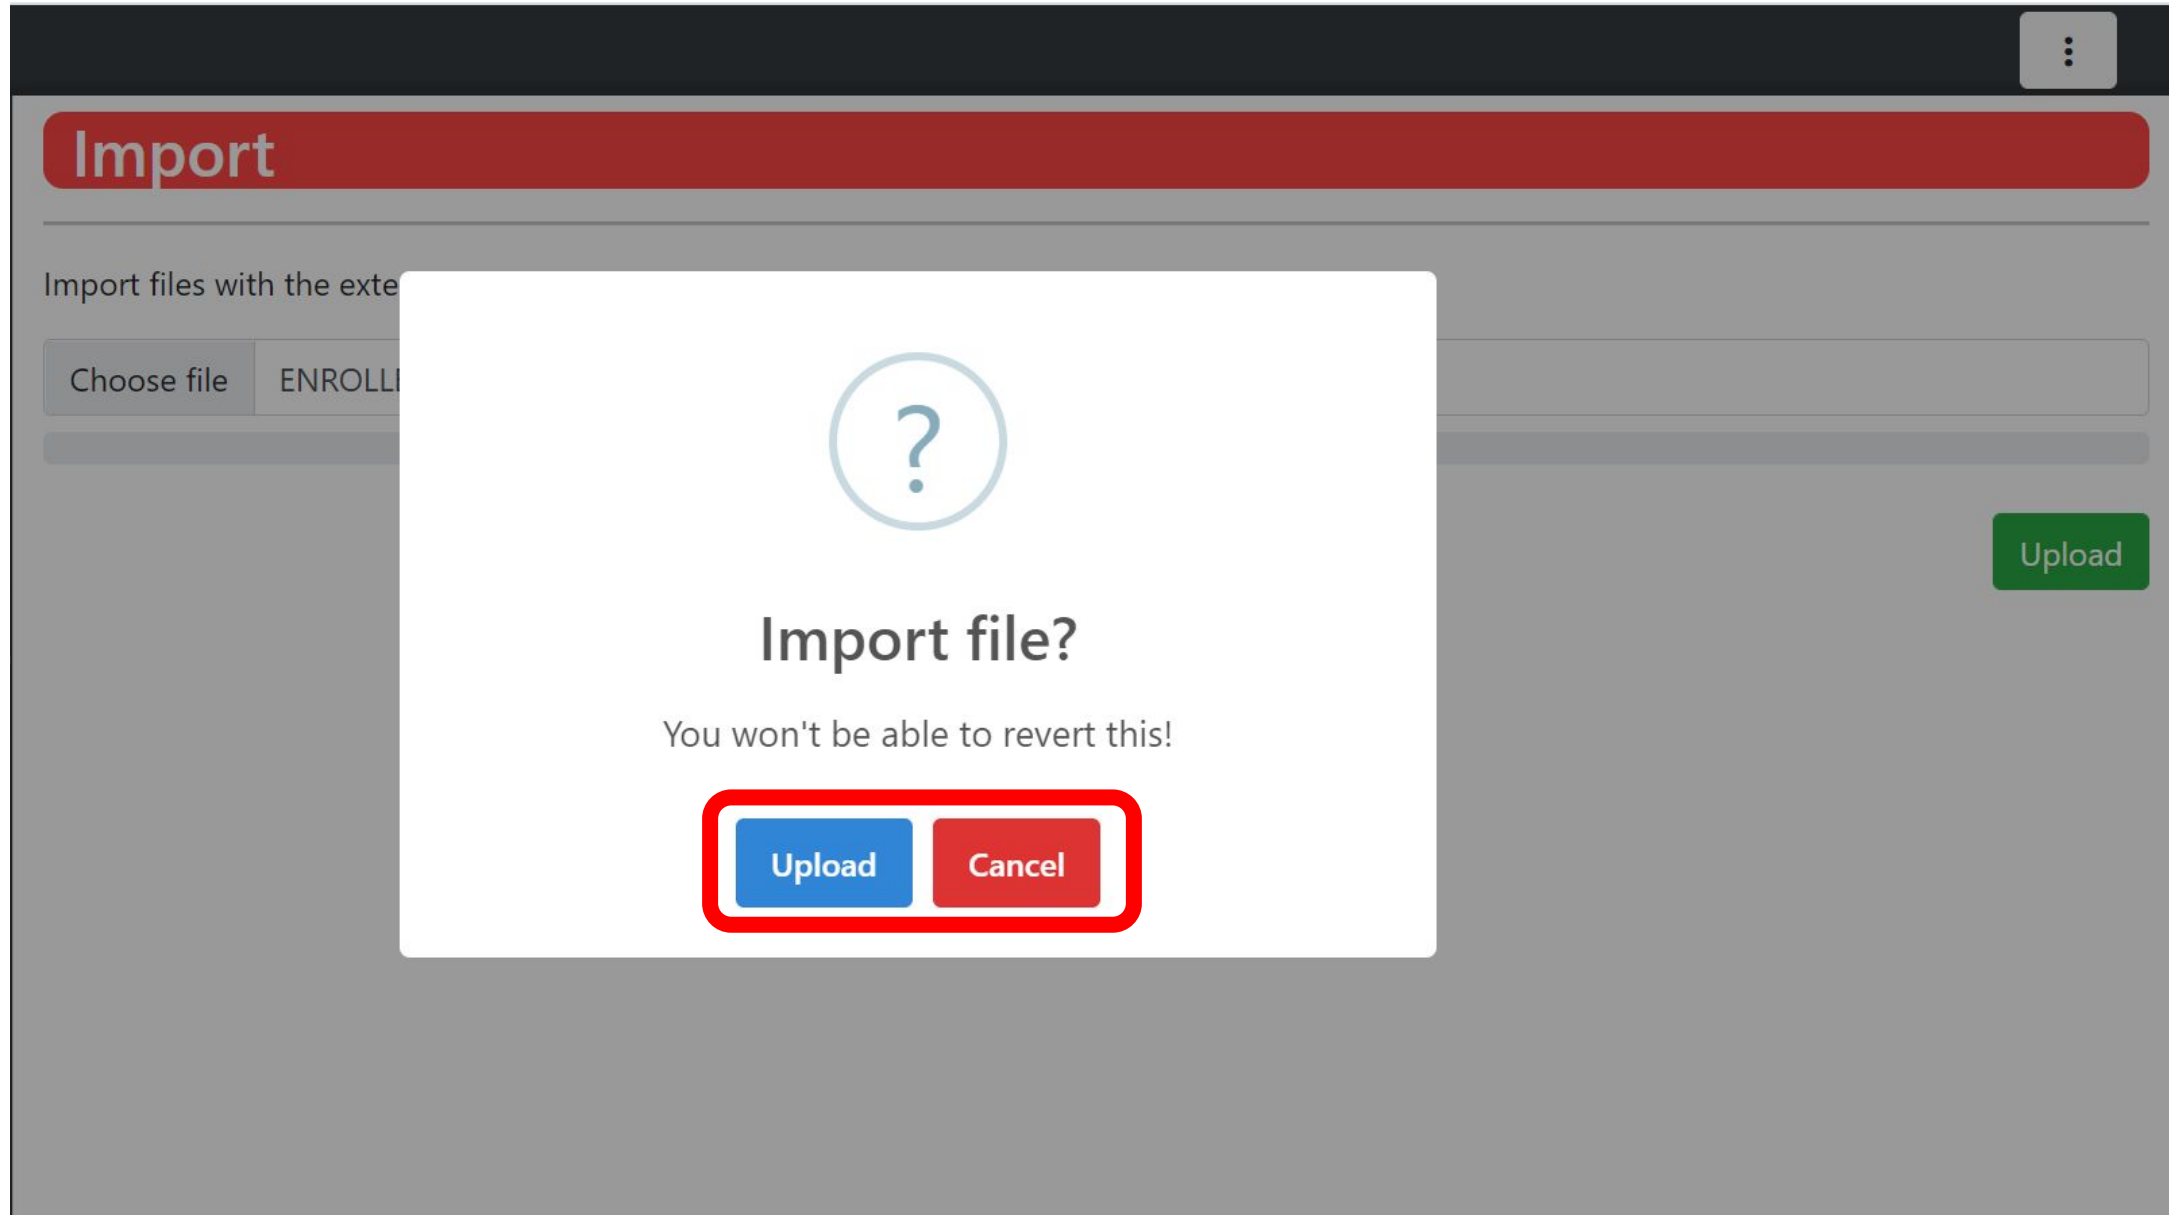 Import
Import files with the exte
Choose file ENROLL
Upload
?
Import file?
You won't be able to revert this!
Upload Cancel